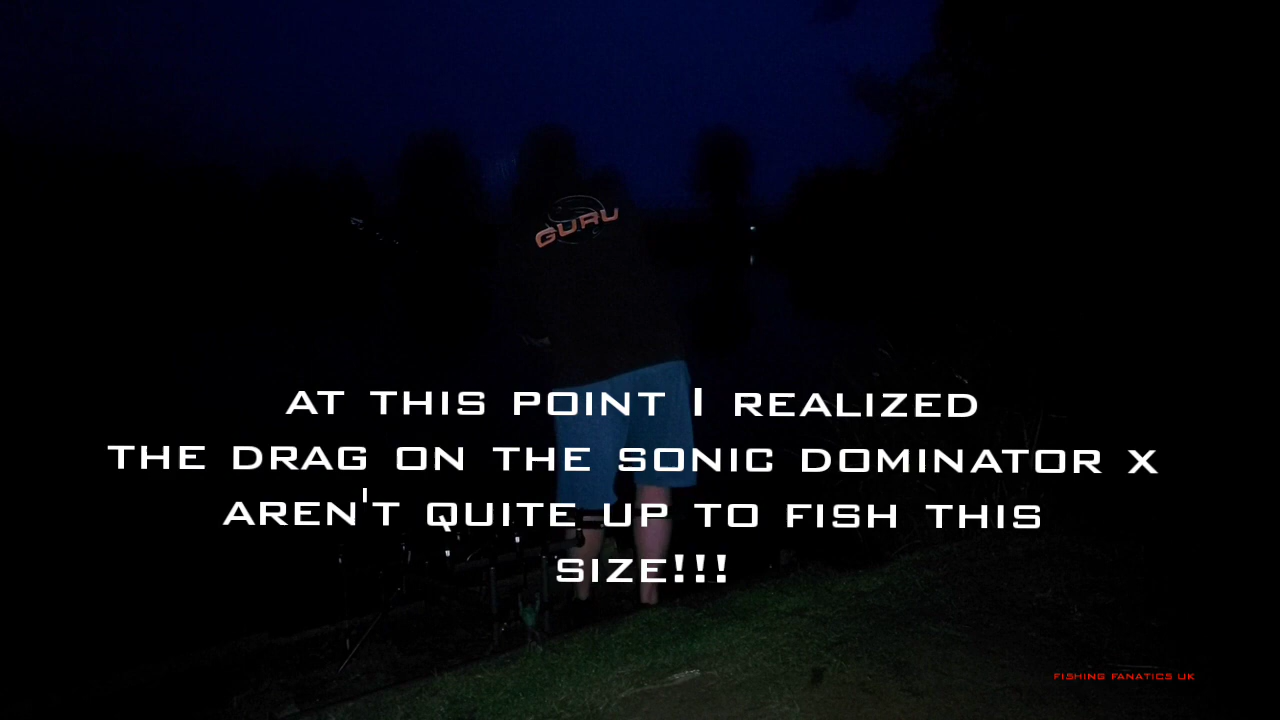 GURU
AT THIS POINT I REALIZED
THE DRAG ON THE SONIC DOMINATOR X
AREN'T QUITE UP TO FISH THIS
SIZE!!!
FISHING FANATICS UK